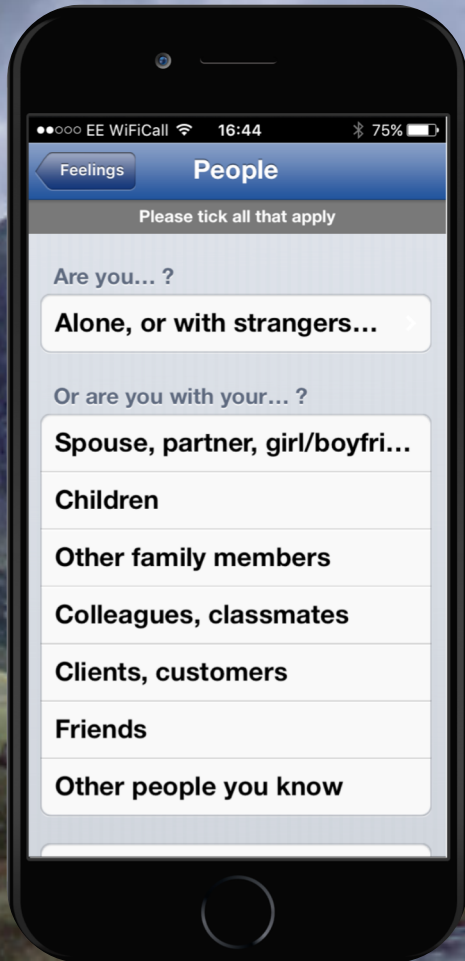 ●●○○○ EE WiFiCall 16:44 75%
Feelings People
Please tick all that apply
Are you... ?
Alone, or with strangers...
Or are you with your... ?
Spouse, partner, girl/boyfri...
Children
Other family members
Colleagues, classmates
Clients, customers
Friends
Other people you know